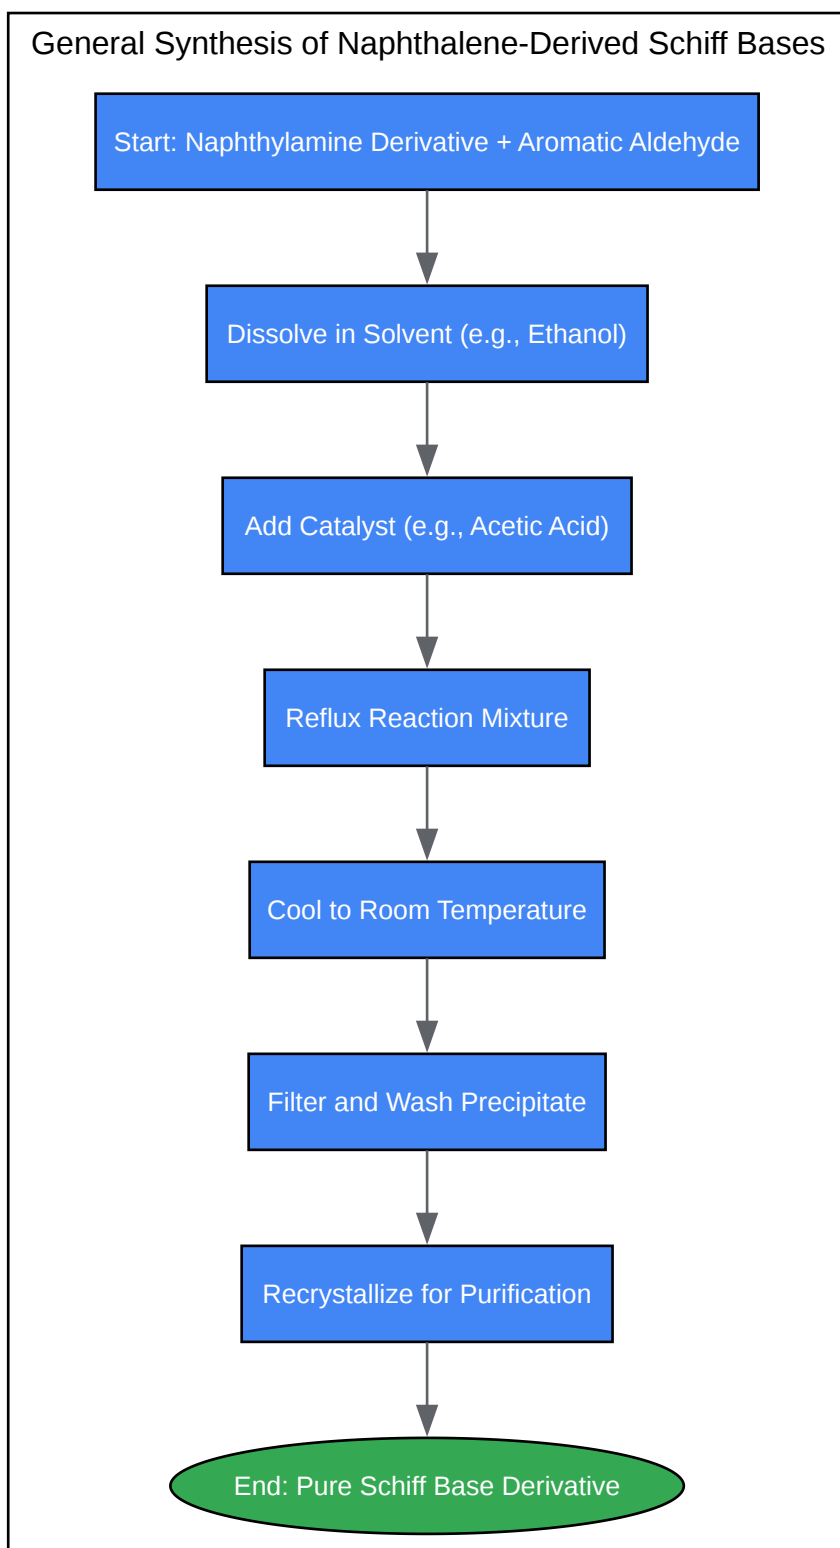 General Synthesis of Naphthalene-Derived Schiff Bases
Start: Naphthylamine Derivative + Aromatic Aldehyde
Dissolve in Solvent (e.g., Ethanol)
Add Catalyst (e.g., Acetic Acid)
Reflux Reaction Mixture
Cool to Room Temperature
Filter and Wash Precipitate
Recrystallize for Purification
End: Pure Schiff Base Derivative